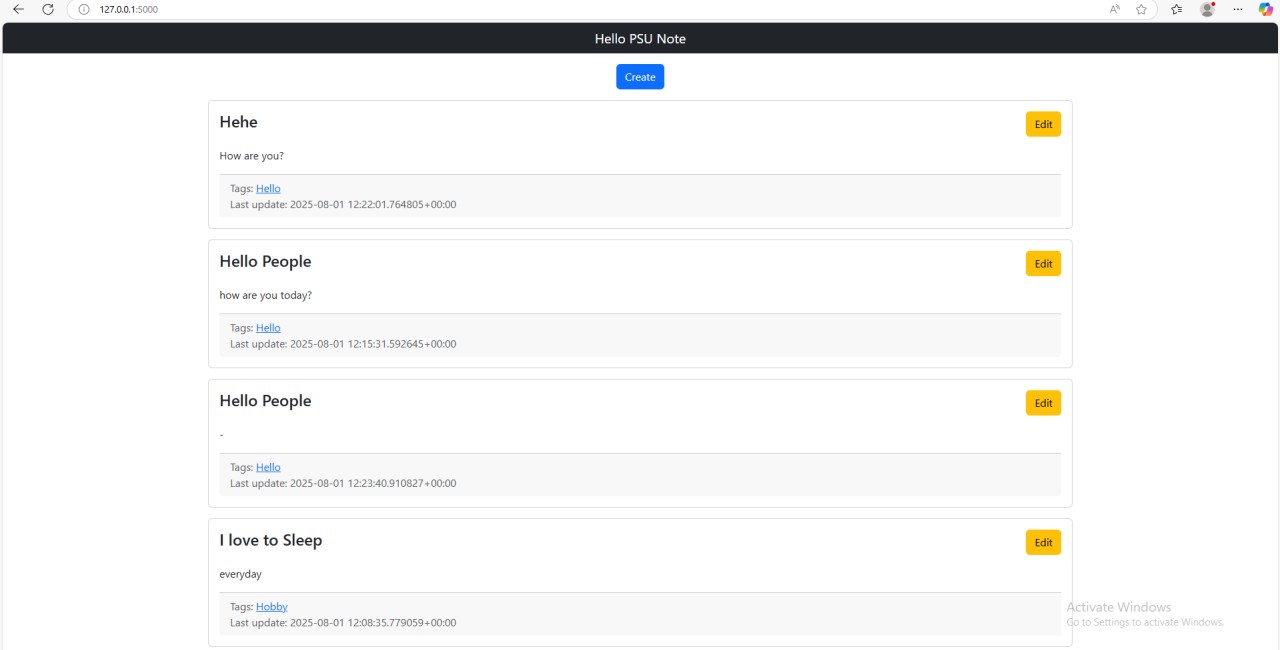 127.0.0.1:5000
Hello PSU Note
Create
Hehe
Edit
How are you?
Tags: Hello
Last update: 2025-08-01 12:22:01.764805+00:00
Hello People
Edit
how are you today?
Tags: Hello
Last update: 2025-08-01 12:15:31.592645+00:00
Hello People
Edit
-
Tags: Hello
Last update: 2025-08-01 12:23:40.910827+00:00
I love to Sleep
Edit
everyday
Tags: Hobby
Last update: 2025-08-01 12:08:35.779059+00:00
Activate Windows
Go to Settings to activate Windows.